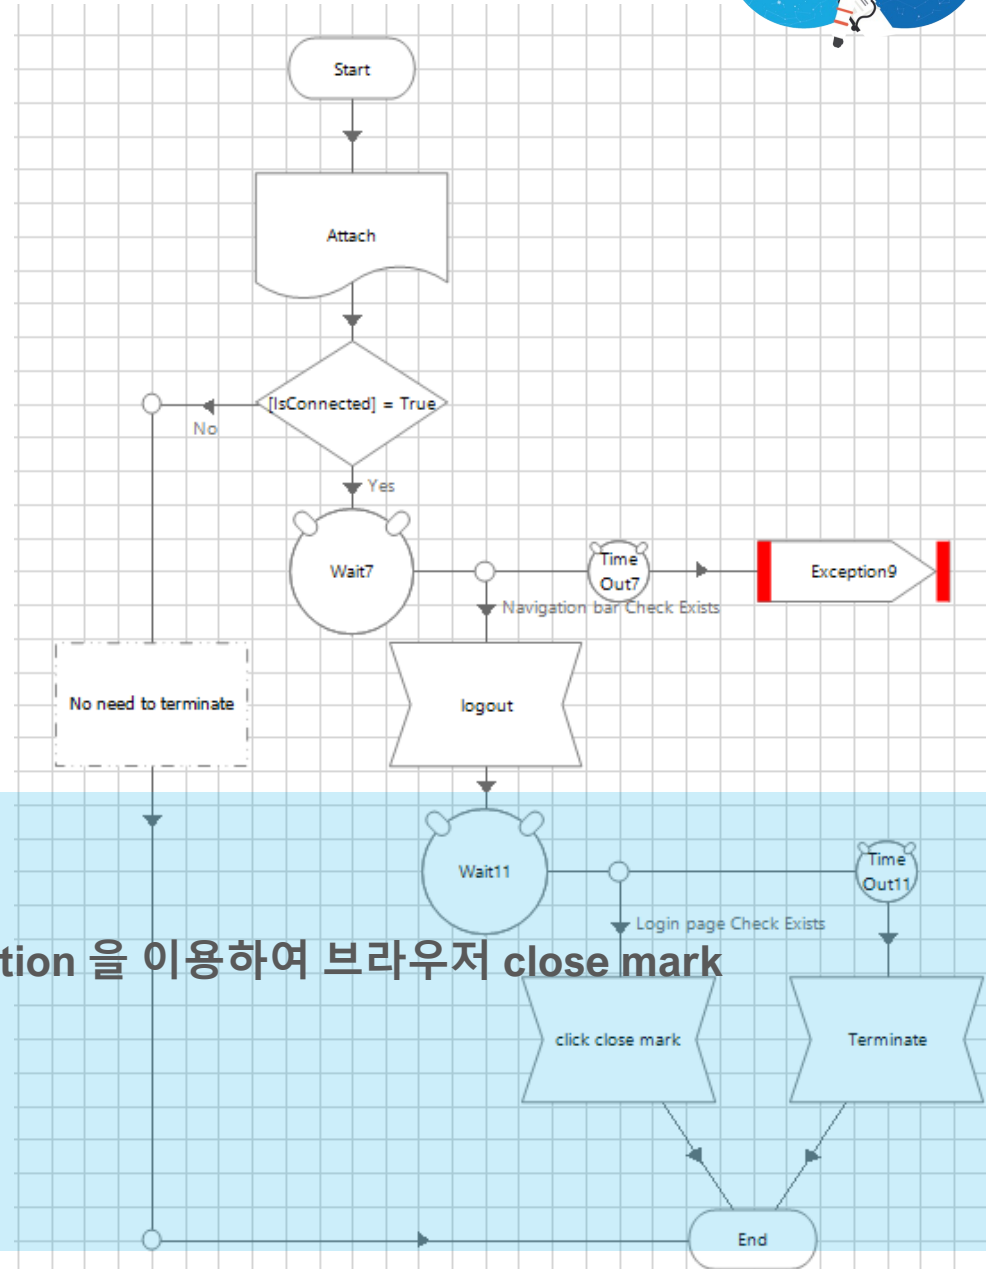 Start
Attach
[IsConnected] = True
No
Yes
Wait7
Time
Out7
Exception9
Navigation bar Check Exists
No need to terminate
logout
Wait11
Time
Out11
Login page Check Exists
tion 을 이용하여 브라우저 close mark
click close mark
Terminate
End